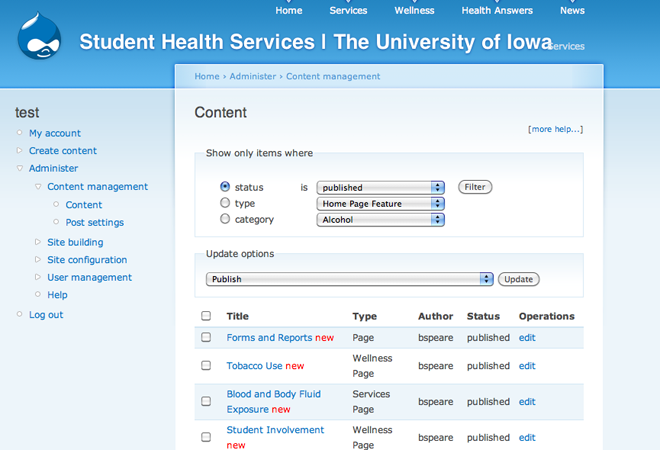 Home Services Wellness Health Answers News
Student Health Services | The University of Iowa
Services
Home › Administer › Content management
test
My account
Create content
Administer
Content management
Content
Post settings
Site building
Site configuration
User management
Help
Log out
Content
[more help...]
Show only items where
status is published Filter
type Home Page Feature
category Alcohol
Update options
Publish Update
Title Type Author Status Operations
Forms and Reports new Page bspeare published edit
Tobacco Use new Wellness Page bspeare published edit
Blood and Body Fluid Exposure new Services Page bspeare published edit
Student Involvement new Wellness Page bspeare published edit